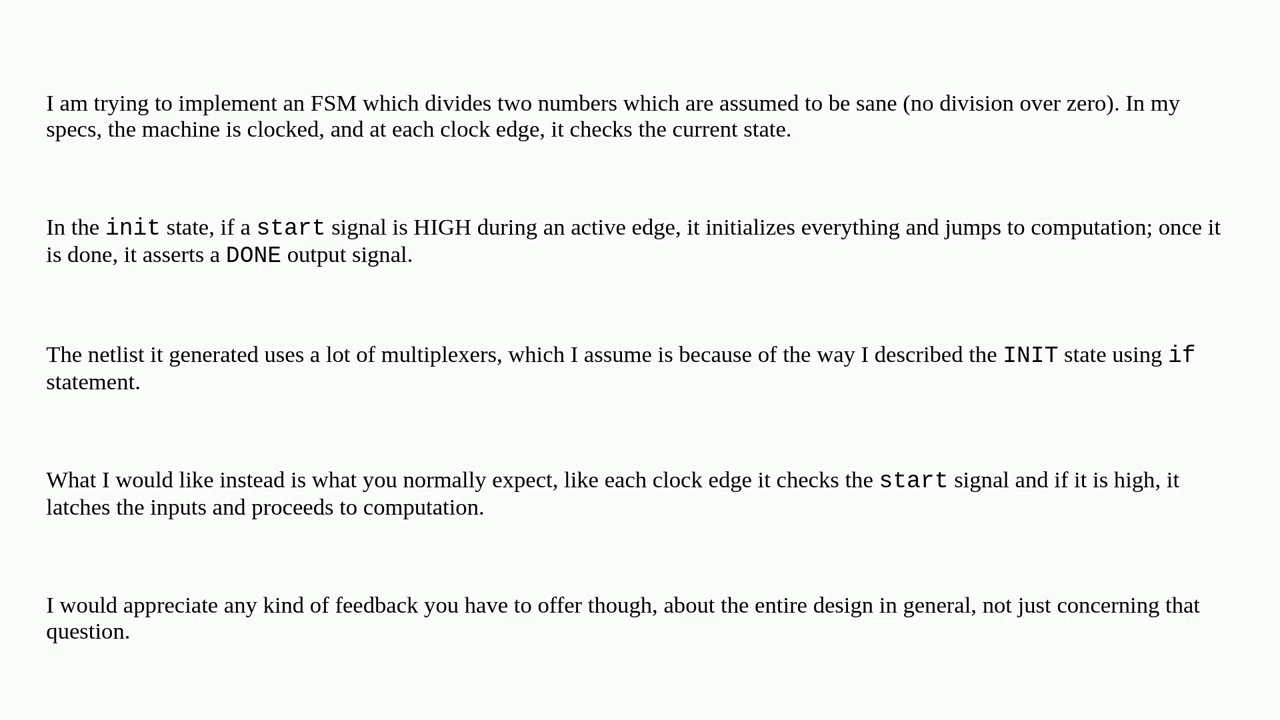 I am trying to implement an FSM which divides two numbers which are assumed to be sane (no division over zero). In my
specs, the machine is clocked, and at each clock edge, it checks the current state.
In the init state, if a start signal is HIGH during an active edge, it initializes everything and jumps to computation; once it
is done, it asserts a DONE output signal.
The netlist it generated uses a lot of multiplexers, which I assume is because of the way I described the INIT state using if
statement.
What I would like instead is what you normally expect, like each clock edge it checks the start signal and if it is high, it
latches the inputs and proceeds to computation.
I would appreciate any kind of feedback you have to offer though, about the entire design in general, not just concerning that
question.